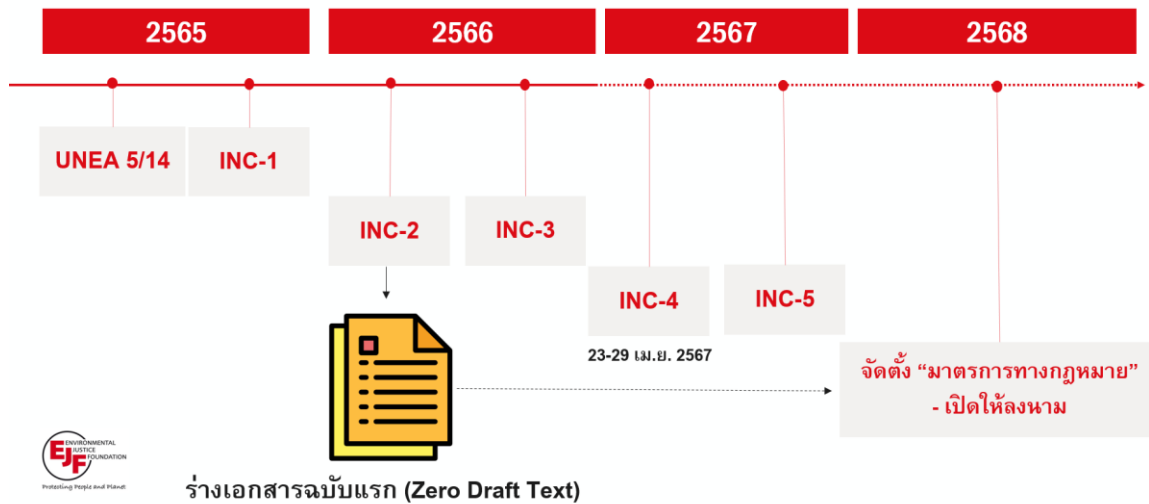 2565
2566
2567
2568
UNEA 5/14
INC-1
INC-2
INC-3
INC-4
INC-5
23-29 เม.ย. 2567
จัดตั้ง “มาตรการทางกฎหมาย”
- เปิดให้ลงนาม
EJF
ENVIRONMENTAL
JUSTICE
FOUNDATION
Protecting People and Planet
ร่างเอกสารฉบับแรก (Zero Draft Text)